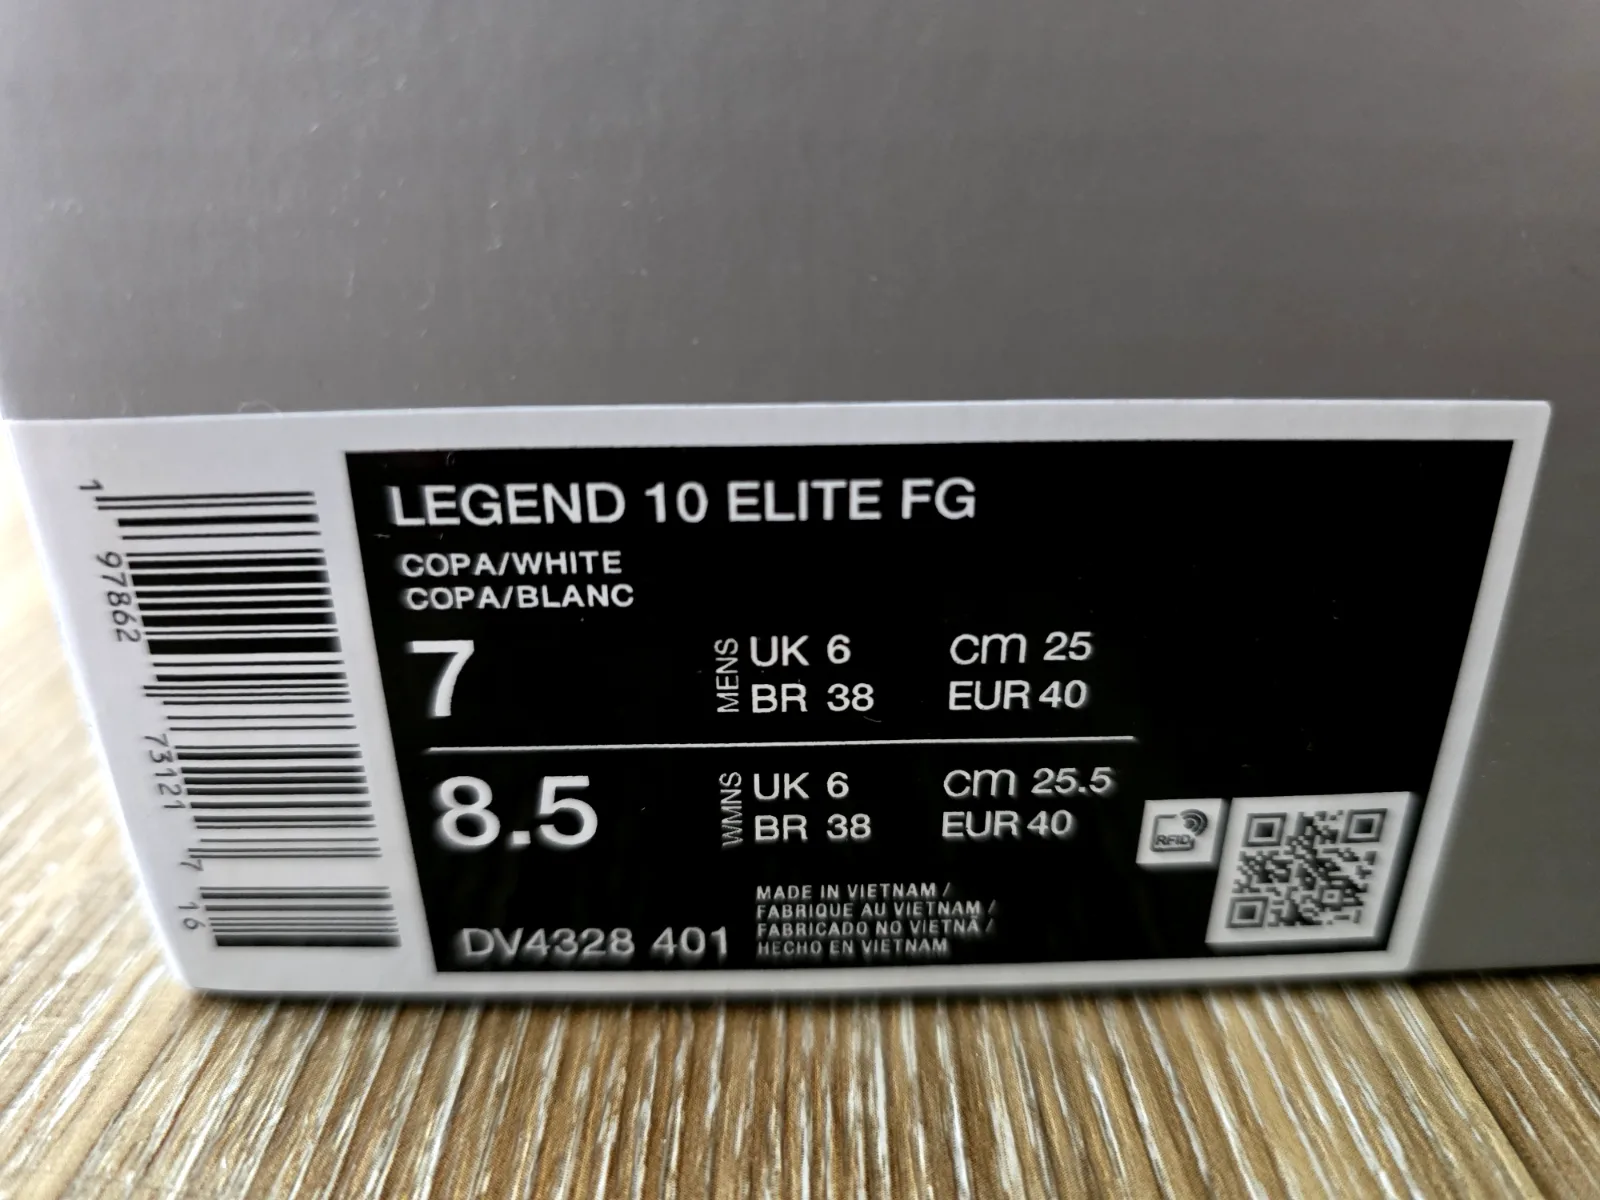 LEGEND 10 ELITE FG
COPA/WHITE
COPA/BLANC
7
MENS
UK 6 CM 25
BR 38 EUR 40
8.5
WMNS
UK 6 CM 25.5
BR 38 EUR 40
RFID
DV4328 401
MADE IN VIETNAM /
FABRIQUE AU VIETNAM /
FABRICADO NO VIETNÃ /
HECHO EN VIETNAM
1 97862 73121 7 16